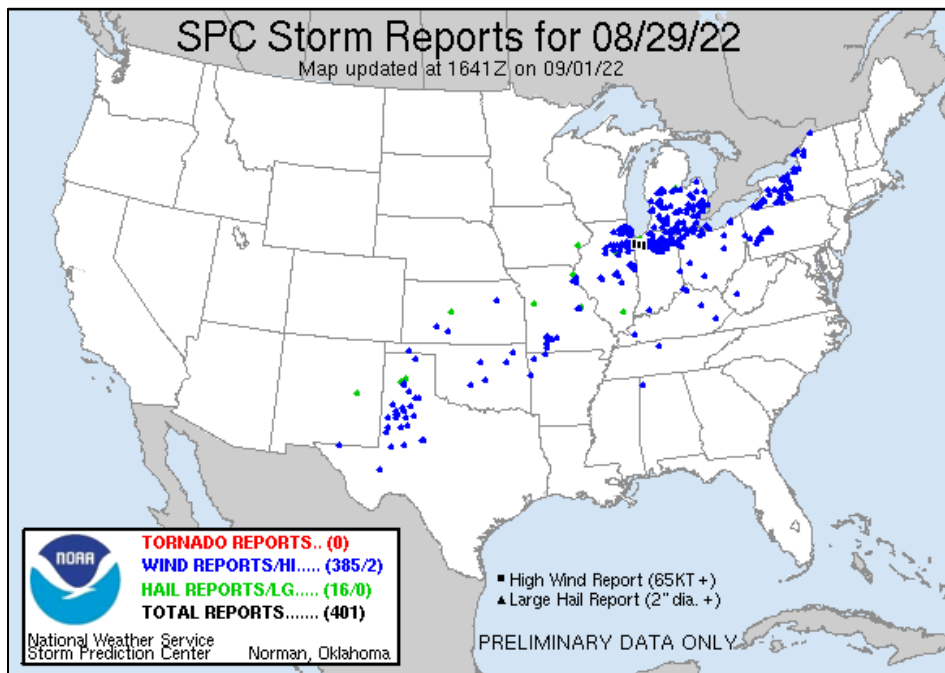 SPC Storm Reports for 08/29/22
Map updated at 1641Z on 09/01/22
NOAA
TORNADO REPORTS.. (0)
WIND REPORTS/HI..... (385/2)
HAIL REPORTS/LG..... (16/0)
TOTAL REPORTS....... (401)
National Weather Service
Storm Prediction Center Norman, Oklahoma
High Wind Report (65KT +)
Large Hail Report (2" dia. +)
PRELIMINARY DATA ONLY